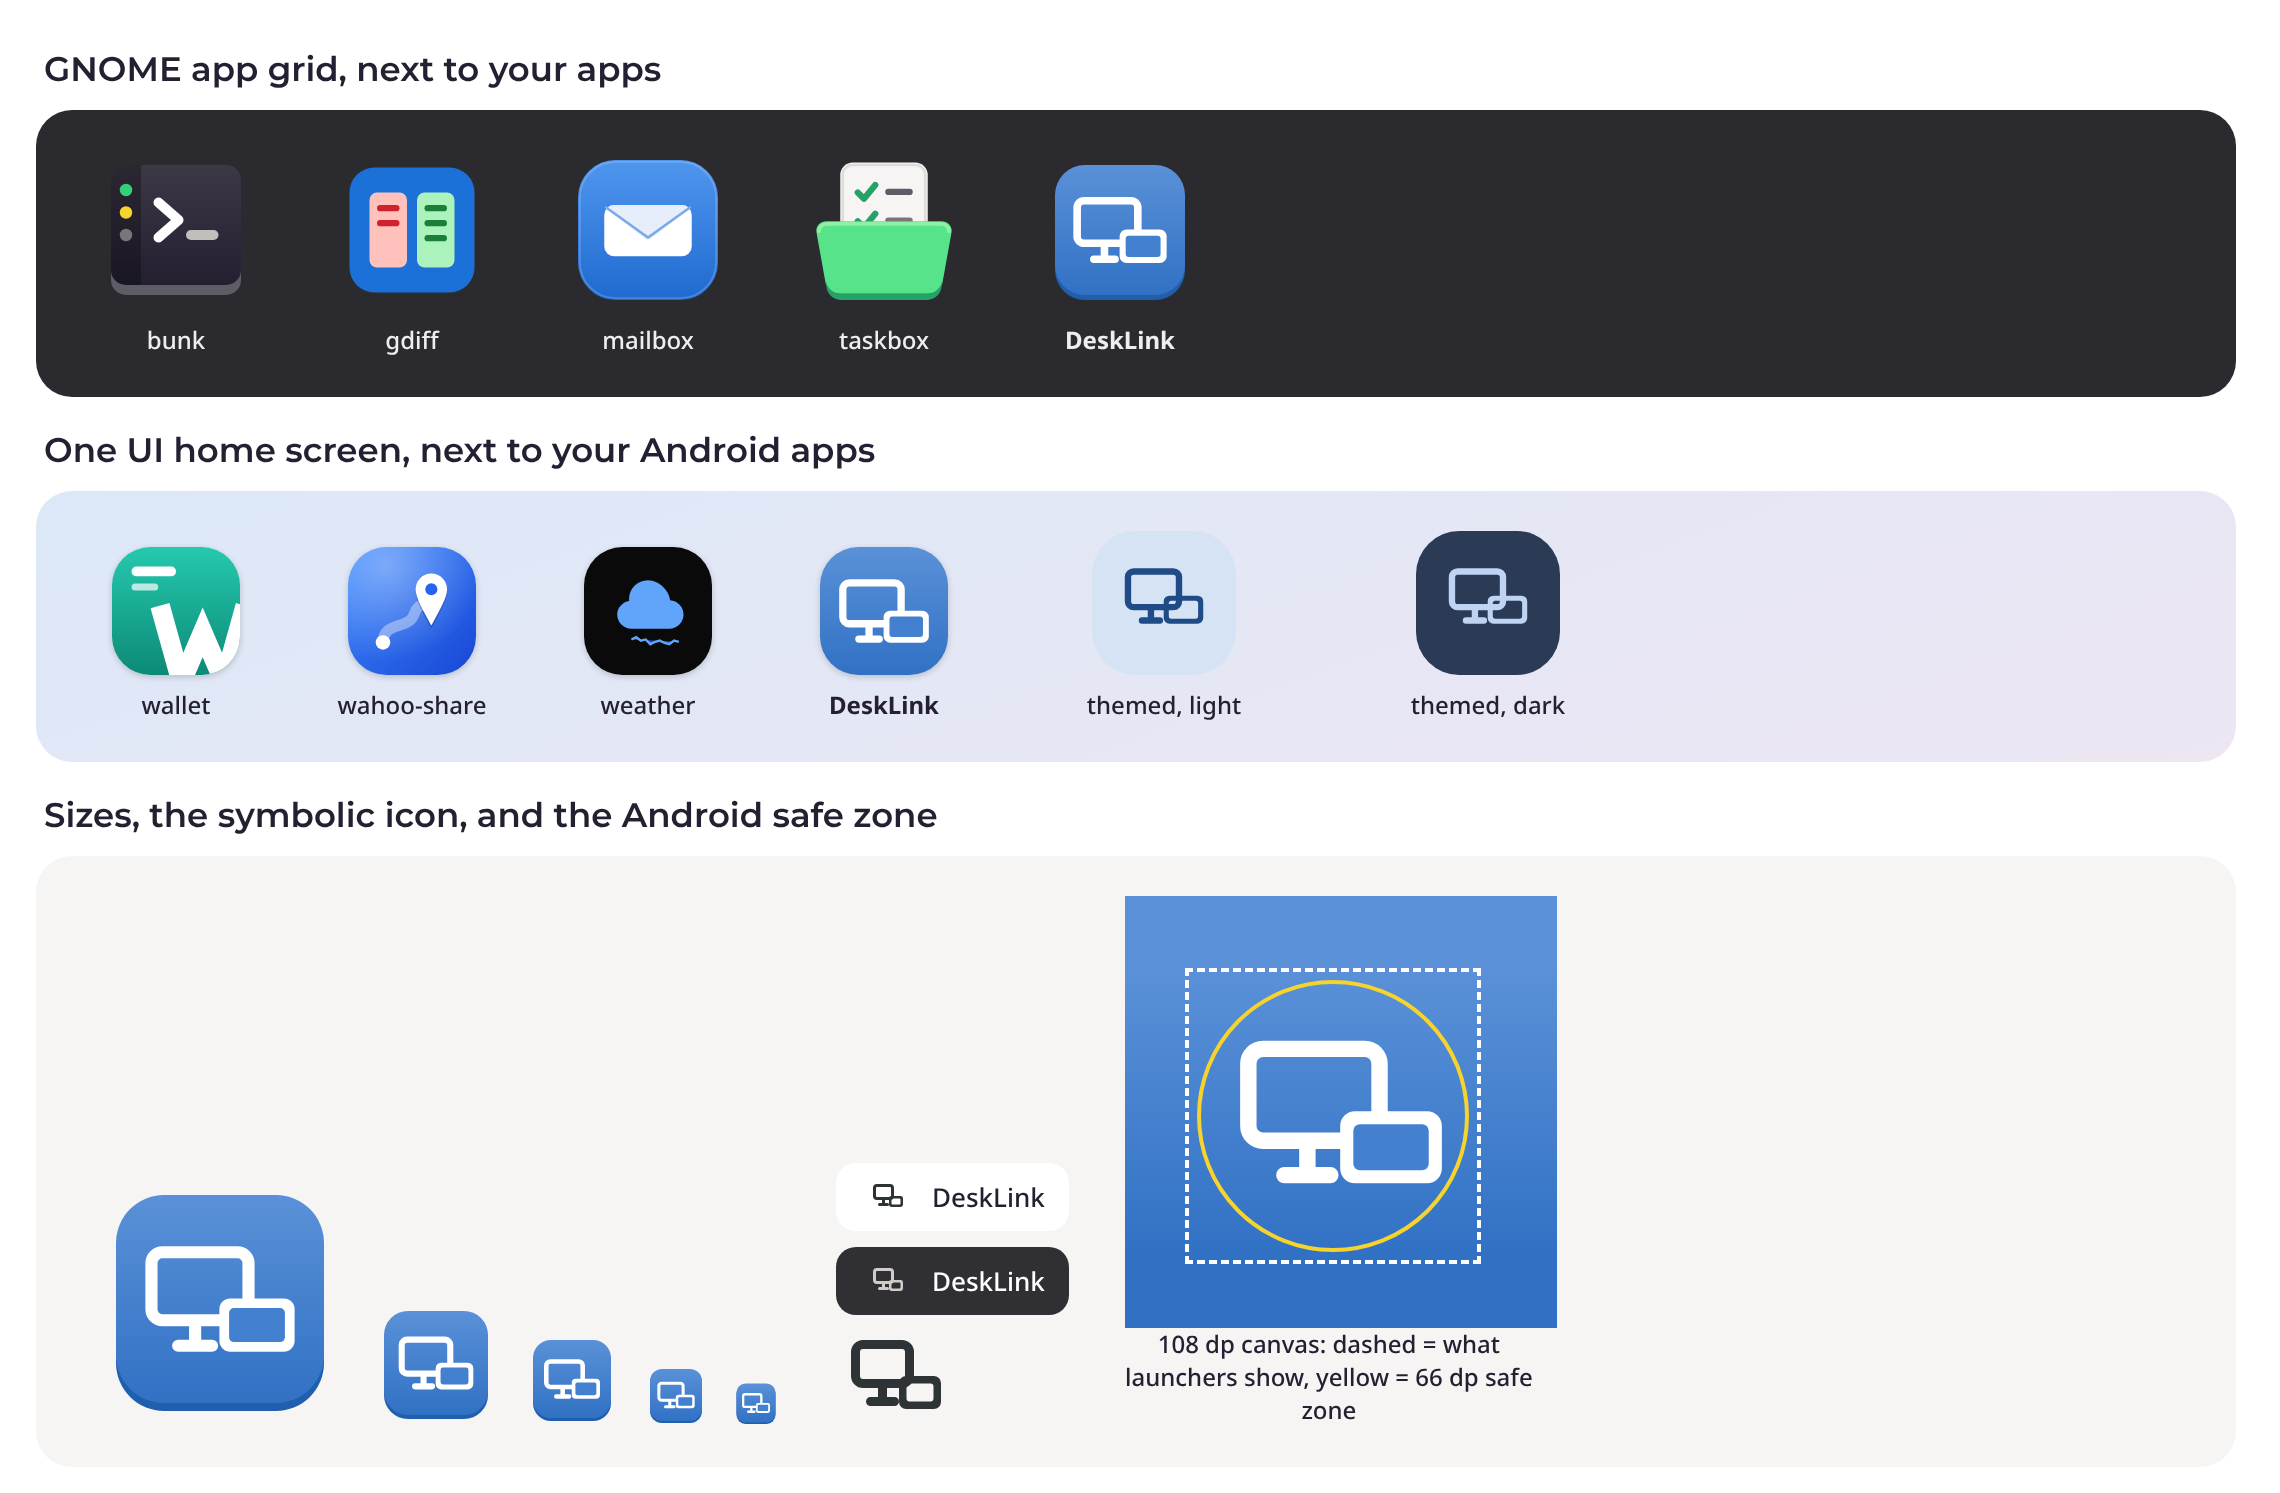 GNOME app grid, next to your apps
bunk
gdiff
mailbox
taskbox
DeskLink
One UI home screen, next to your Android apps
wallet
wahoo-share
weather
DeskLink
themed, light
themed, dark
Sizes, the symbolic icon, and the Android safe zone
DeskLink
DeskLink
108 dp canvas: dashed = what
launchers show, yellow = 66 dp safe
zone